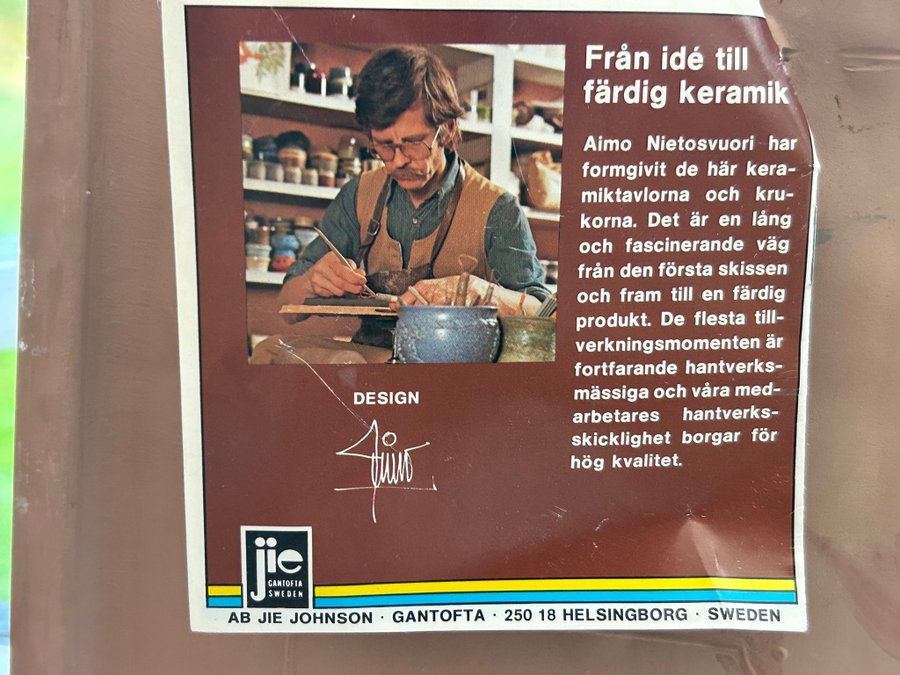 Från idé till
färdig keramik
Aimo Nietosvuori har
formgivit de här kera-
miktavlorna och kru-
korna. Det är en lång
och fascinerande väg
från den första skissen
och fram till en färdig
produkt. De flesta till-
verkningsmomenten är
fortfarande hantverks-
mässiga och våra med-
arbetares hantverks-
skicklighet borgar för
hög kvalitet.
DESIGN
Aimo
jie
GANTOFTA
SWEDEN
AB JIE JOHNSON · GANTOFTA · 250 18 HELSINGBORG · SWEDEN